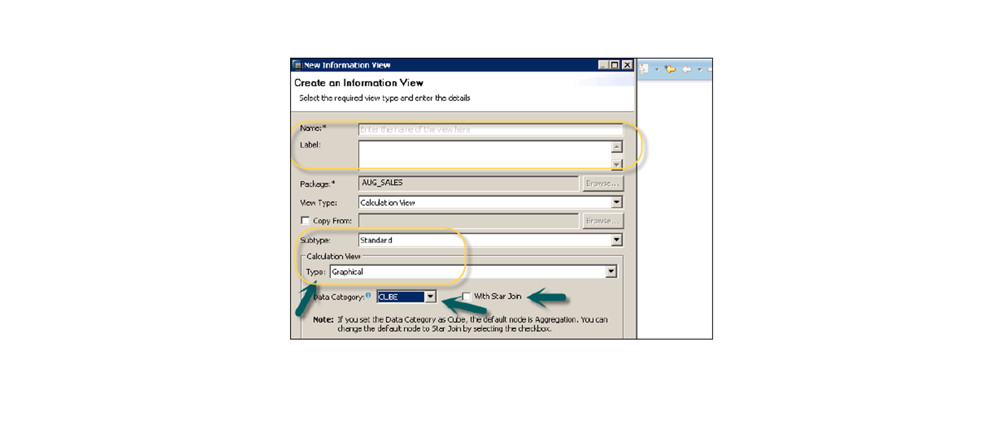 New Information View
Create an Information View
Select the required view type and enter the details
Name:* Enter the name of the view here
Label:
Package:* AUG_SALES Browse...
View Type: Calculation View
Copy From: Browse...
Subtype: Standard
Calculation View
Type: Graphical
Data Category: CUBE With Star Join
Note: If you set the Data Category as Cube, the default node is Aggregation. You can
change the default node to Star Join by selecting the checkbox.